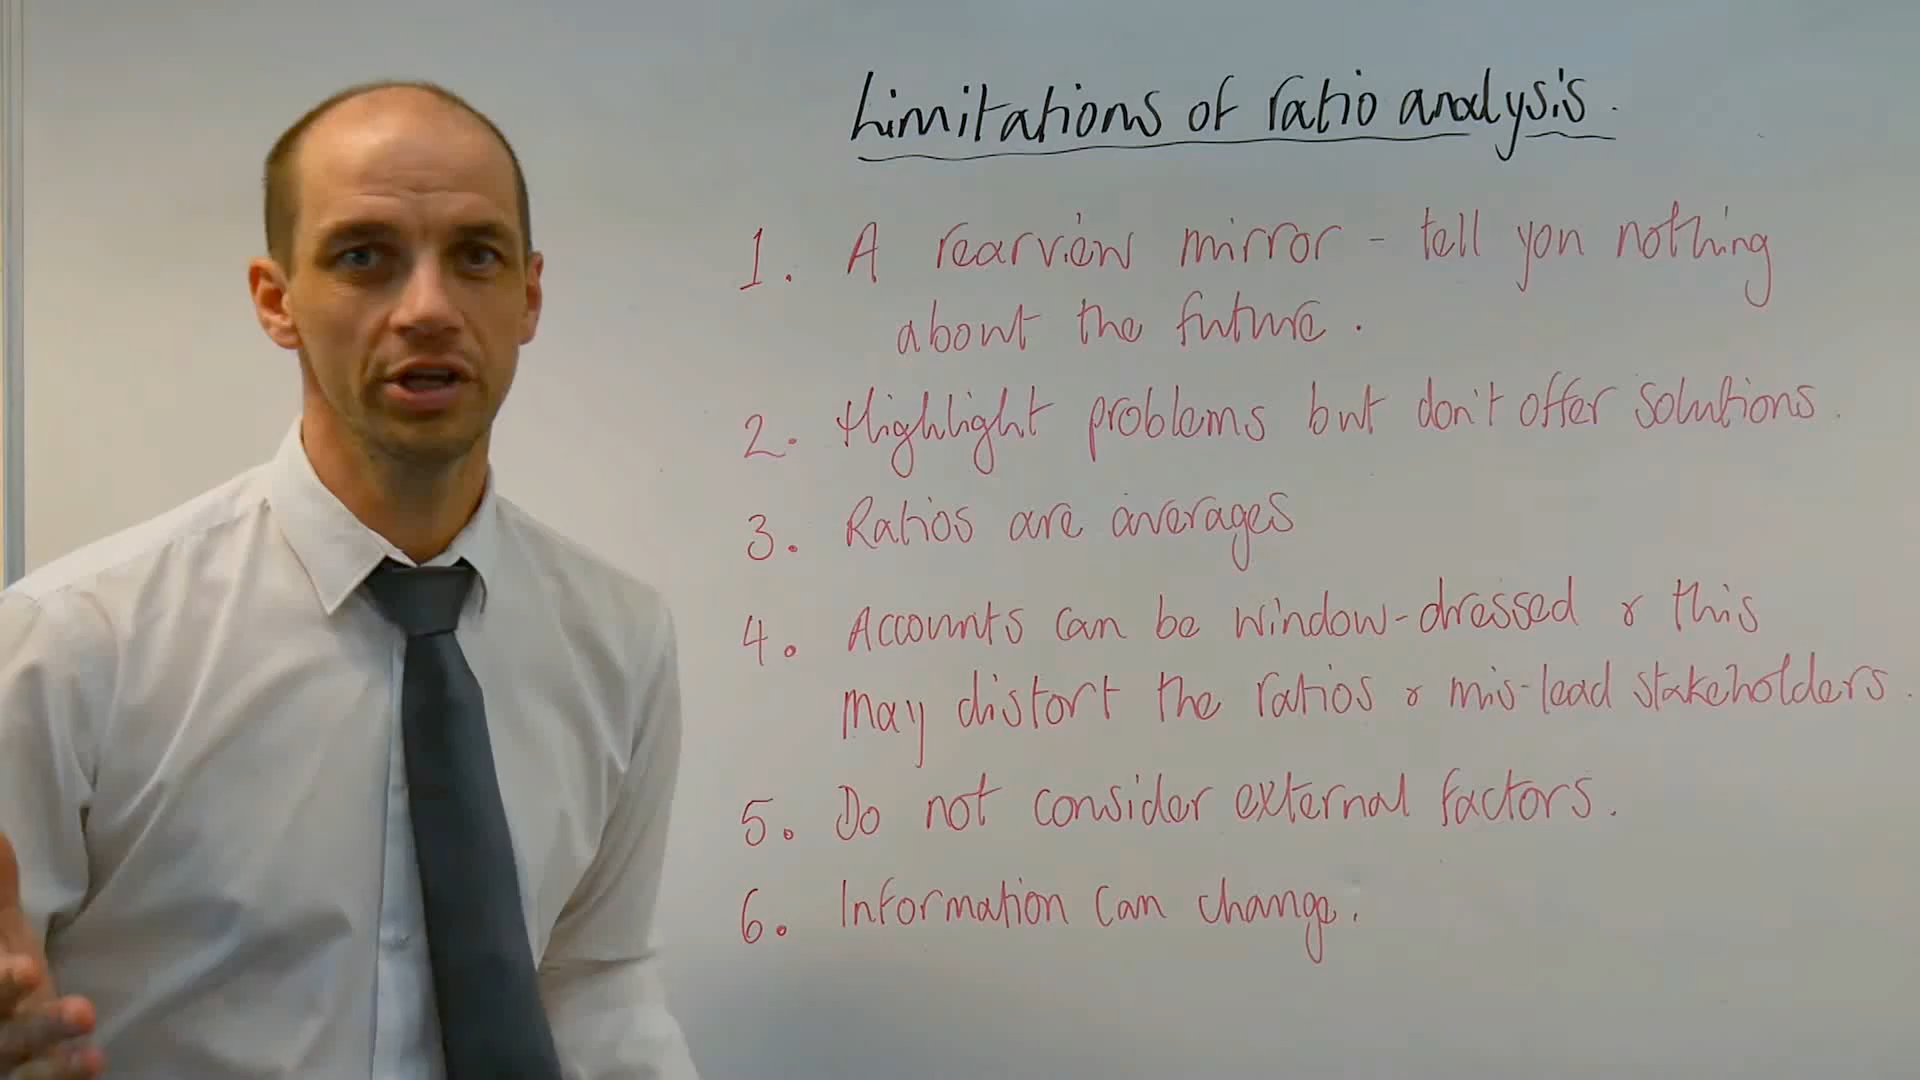 Limitations of ratio analysis.
1. A rearview mirror - tell you nothing
about the future.
2. Highlight problems but don't offer solutions.
3. Ratios are averages
4. Accounts can be window-dressed & this
may distort the ratios & mis-lead stakeholders.
5. Do not consider external factors.
6. Information can change.